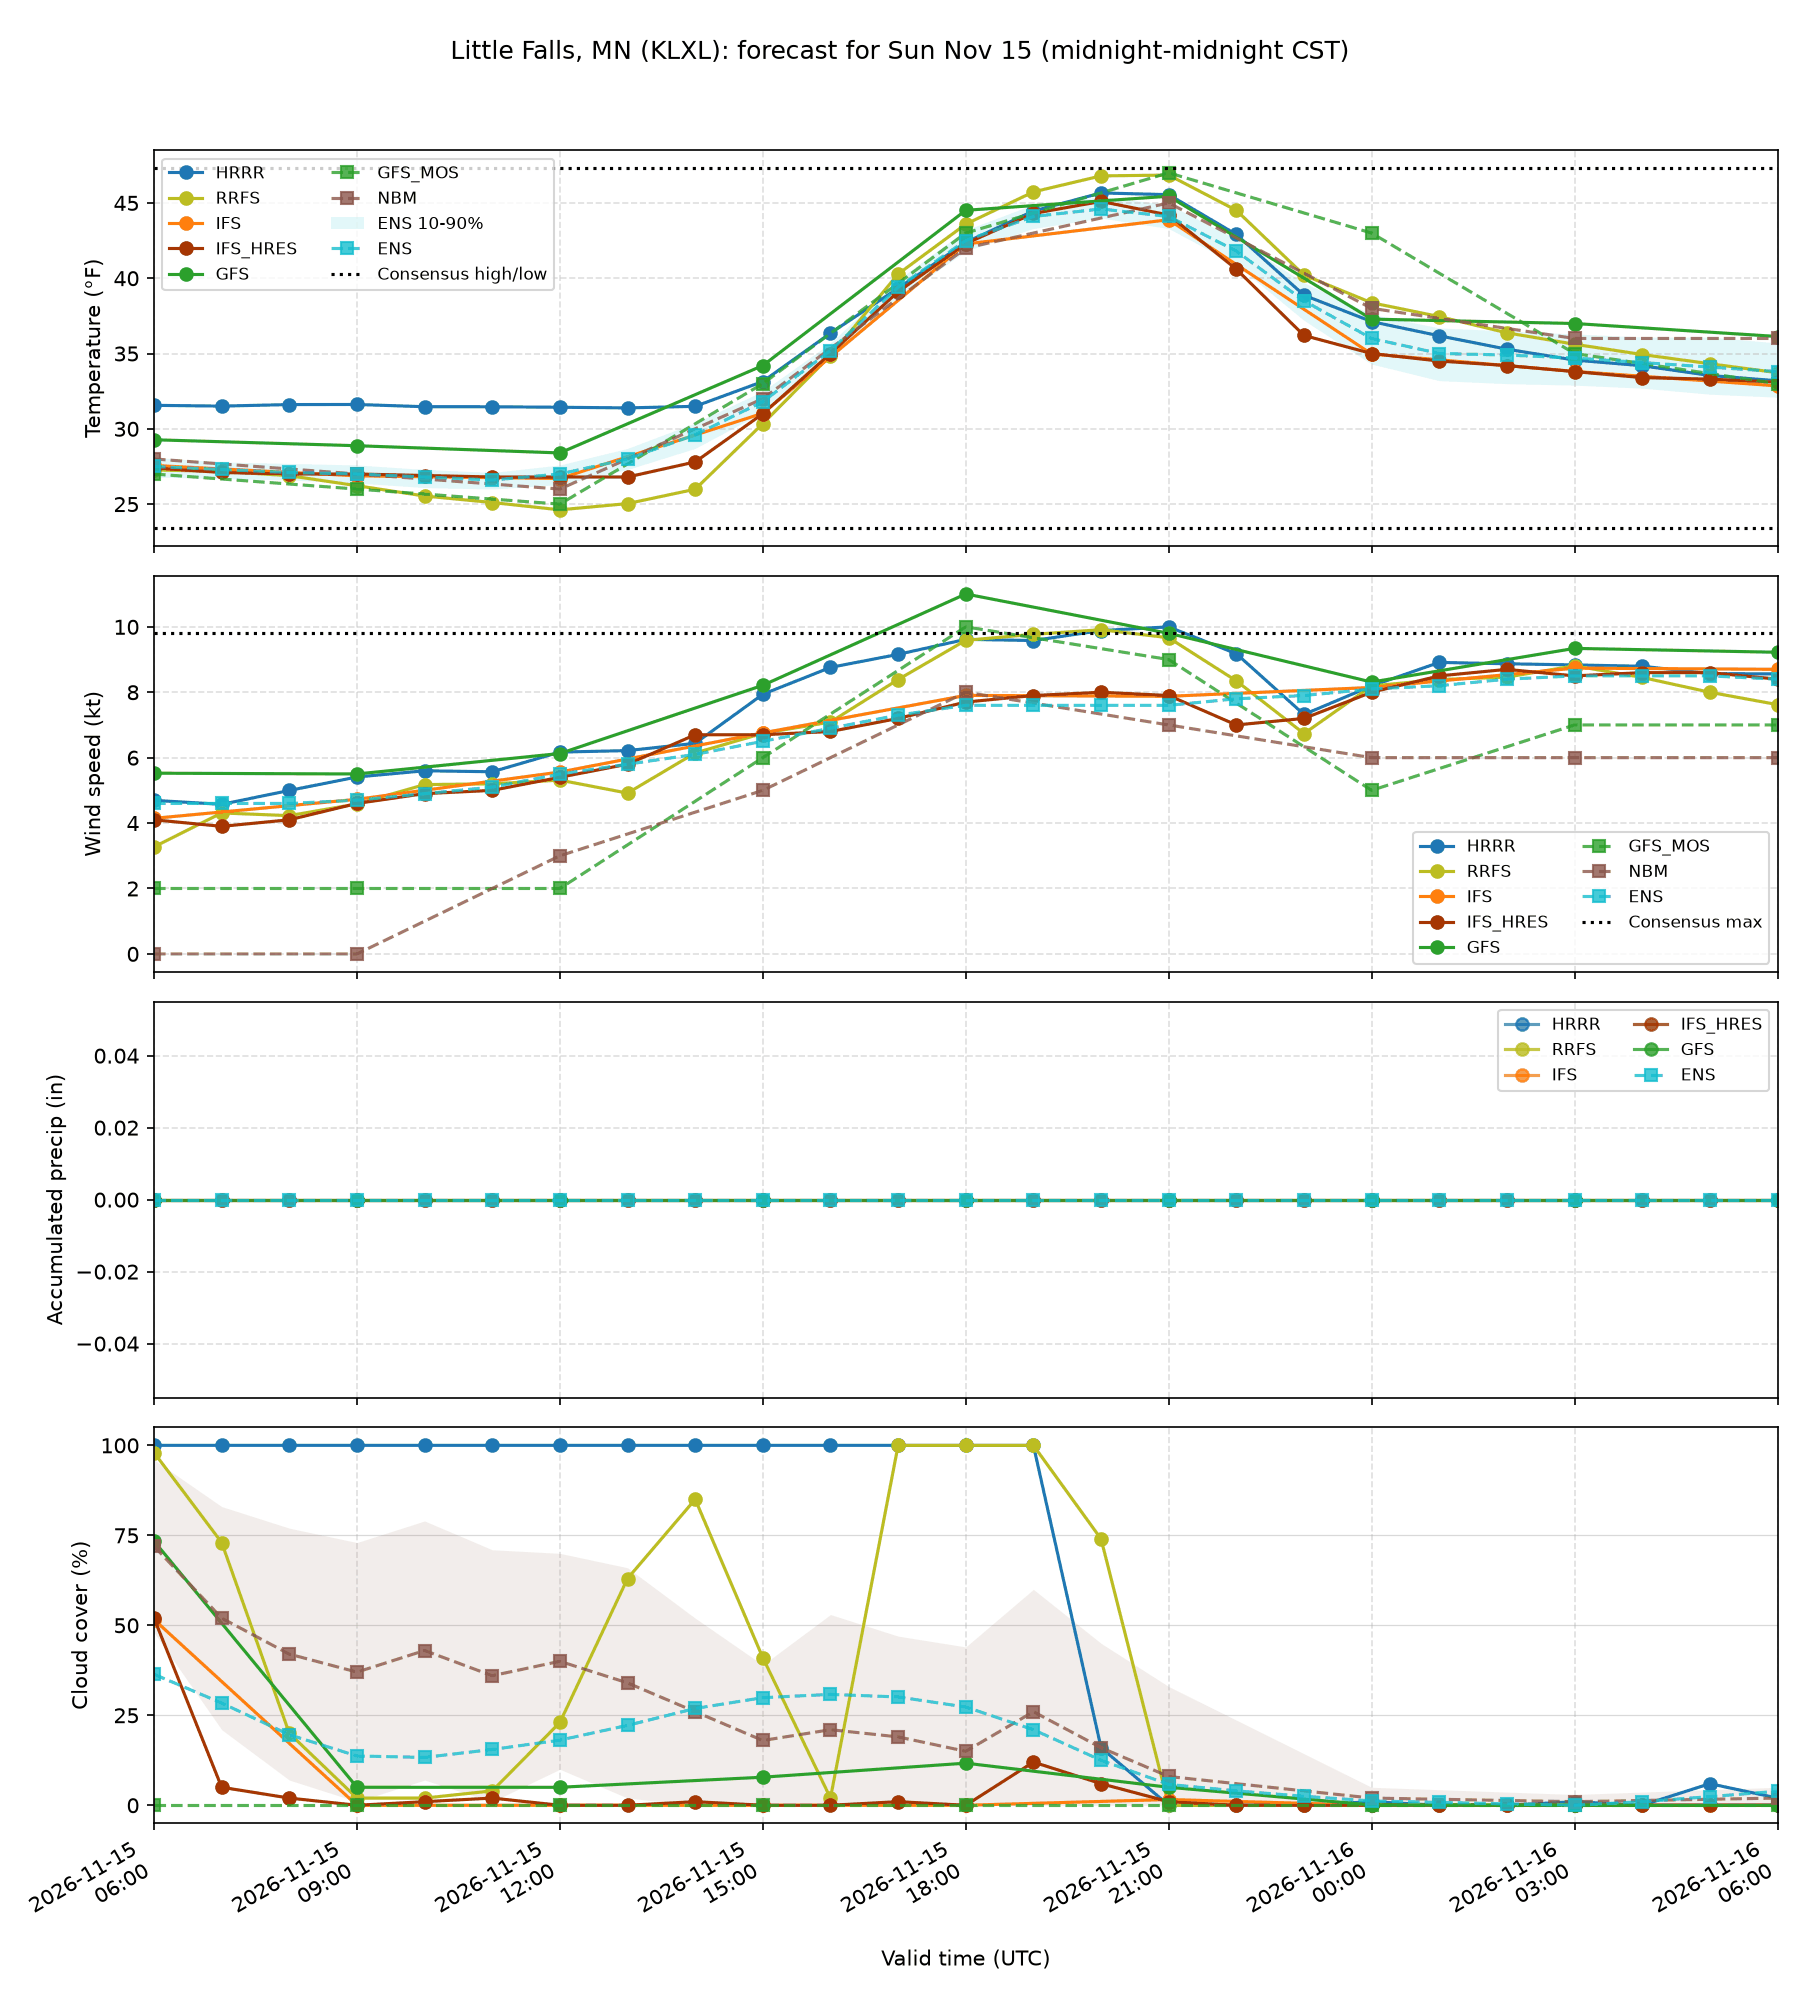 Little Falls, MN (KLXL): forecast for Sun Nov 15 (midnight-midnight CST)
Temperature (°F)
45
40
35
30
25
HRRR
RRFS
IFS
IFS_HRES
GFS
GFS_MOS
NBM
ENS 10-90%
ENS
Consensus high/low
Wind speed (kt)
10
8
6
4
2
0
HRRR
RRFS
IFS
IFS_HRES
GFS
GFS_MOS
NBM
ENS
Consensus max
Accumulated precip (in)
0.04
0.02
0.00
−0.02
−0.04
HRRR
RRFS
IFS
IFS_HRES
GFS
ENS
Cloud cover (%)
100
75
50
25
0
2026-11-15
06:00
2026-11-15
09:00
2026-11-15
12:00
2026-11-15
15:00
2026-11-15
18:00
2026-11-15
21:00
2026-11-16
00:00
2026-11-16
03:00
2026-11-16
06:00
Valid time (UTC)